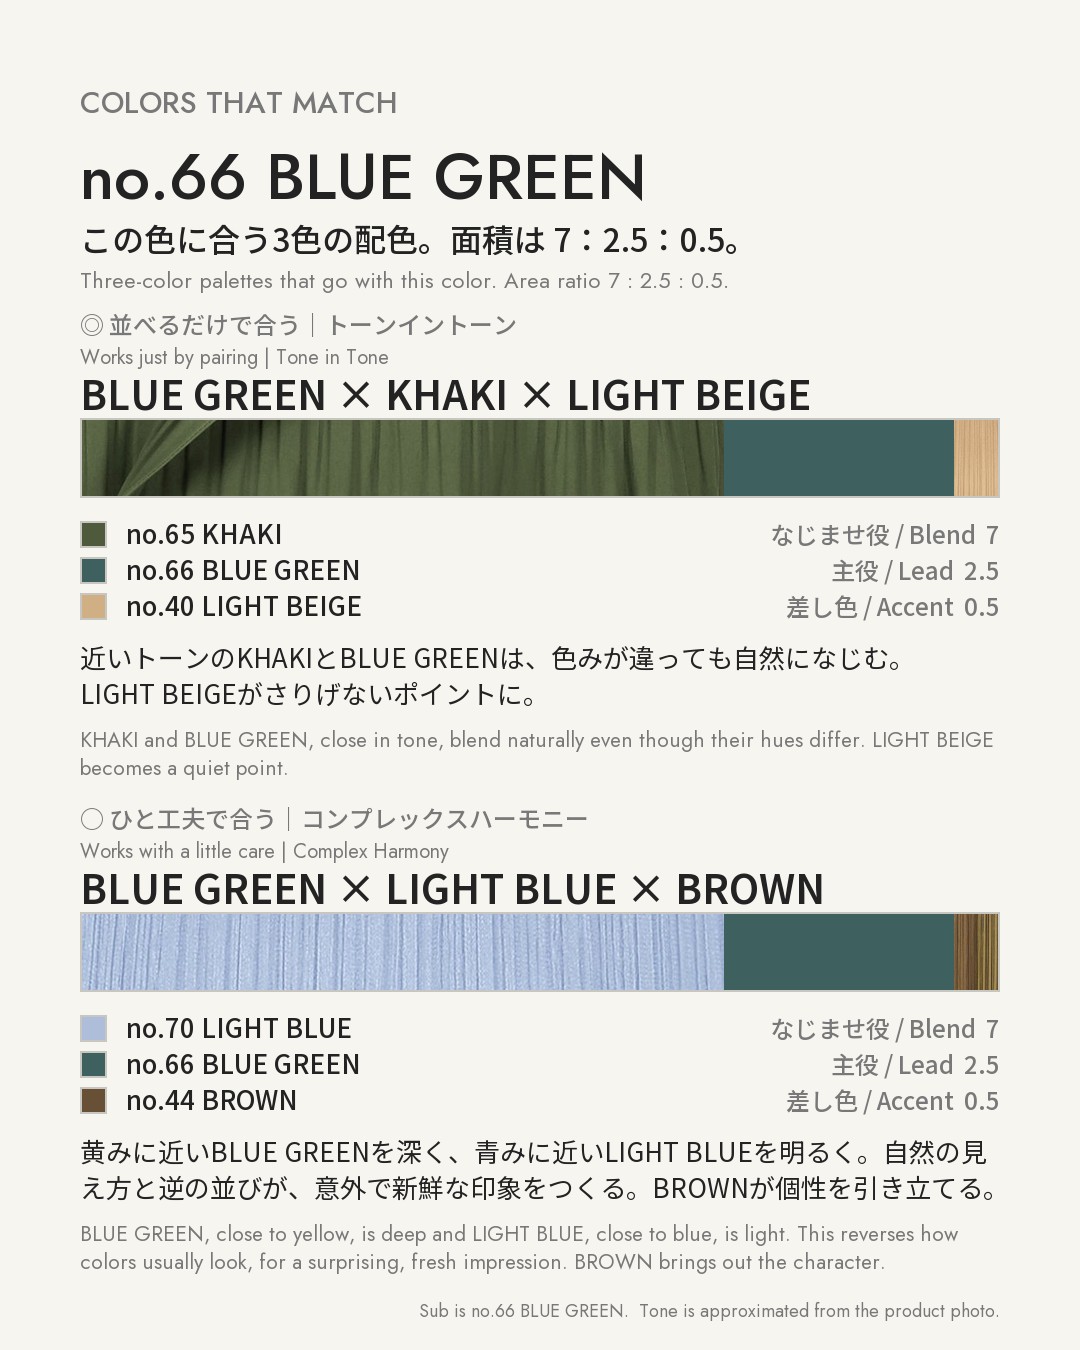 COLORS THAT MATCH
no.66 BLUE GREEN
この色に合う3色の配色。面積は 7：2.5：0.5。
Three-color palettes that go with this color. Area ratio 7 : 2.5 : 0.5.
◎ 並べるだけで合う｜トーンイントーン
Works just by pairing | Tone in Tone
BLUE GREEN × KHAKI × LIGHT BEIGE
no.65 KHAKI なじませ役 / Blend 7
no.66 BLUE GREEN 主役 / Lead 2.5
no.40 LIGHT BEIGE 差し色 / Accent 0.5
近いトーンのKHAKIとBLUE GREENは、色みが違っても自然になじむ。
LIGHT BEIGEがさりげないポイントに。
KHAKI and BLUE GREEN, close in tone, blend naturally even though their hues differ. LIGHT BEIGE
becomes a quiet point.
○ ひと工夫で合う｜コンプレックスハーモニー
Works with a little care | Complex Harmony
BLUE GREEN × LIGHT BLUE × BROWN
no.70 LIGHT BLUE なじませ役 / Blend 7
no.66 BLUE GREEN 主役 / Lead 2.5
no.44 BROWN 差し色 / Accent 0.5
黄みに近いBLUE GREENを深く、青みに近いLIGHT BLUEを明るく。自然の見
え方と逆の並びが、意外で新鮮な印象をつくる。BROWNが個性を引き立てる。
BLUE GREEN, close to yellow, is deep and LIGHT BLUE, close to blue, is light. This reverses how
colors usually look, for a surprising, fresh impression. BROWN brings out the character.
Sub is no.66 BLUE GREEN. Tone is approximated from the product photo.